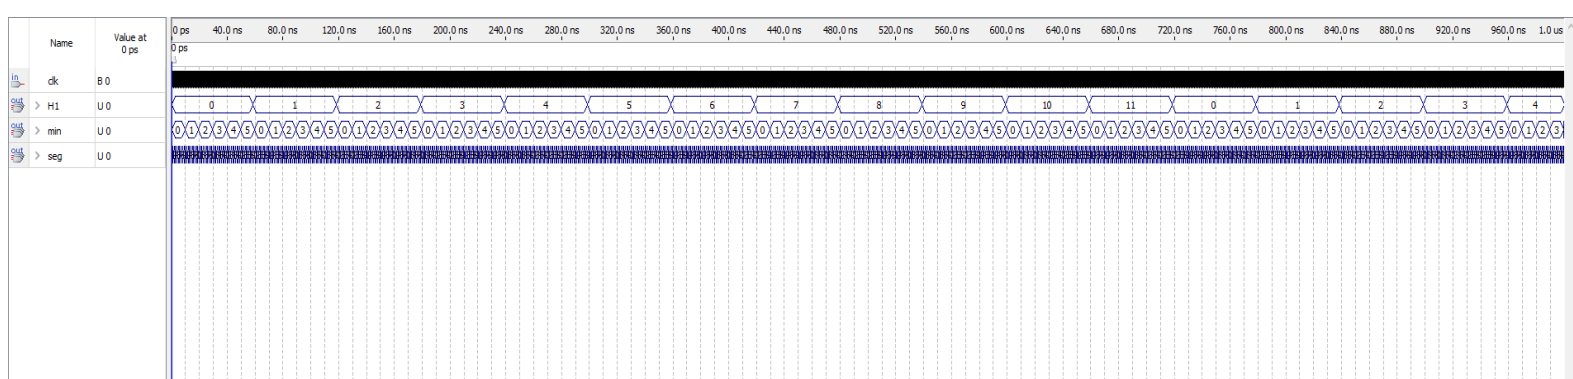 Name Value at 0 ps
0 ps 40.0 ns 80.0 ns 120.0 ns 160.0 ns 200.0 ns 240.0 ns 280.0 ns 320.0 ns 360.0 ns 400.0 ns 440.0 ns 480.0 ns 520.0 ns 560.0 ns 600.0 ns 640.0 ns 680.0 ns 720.0 ns 760.0 ns 800.0 ns 840.0 ns 880.0 ns 920.0 ns 960.0 ns 1.0 us
0 ps
in clk B 0
out > H1 U 0 0 1 2 3 4 5 6 7 8 9 10 11 0 1 2 3 4
out > min U 0 0 1 2 3 4 5 0 1 2 3 4 5 0 1 2 3 4 5 0 1 2 3 4 5 0 1 2 3 4 5 0 1 2 3 4 5 0 1 2 3 4 5 0 1 2 3 4 5 0 1 2 3 4 5 0 1 2 3 4 5 0 1 2 3 4 5 0 1 2 3 4 5 0 1 2 3 4 5 0 1 2 3 4 5 0 1 2 3 4 5 0 1 2 3 4 5 0 1 2 3
out > seg U 0